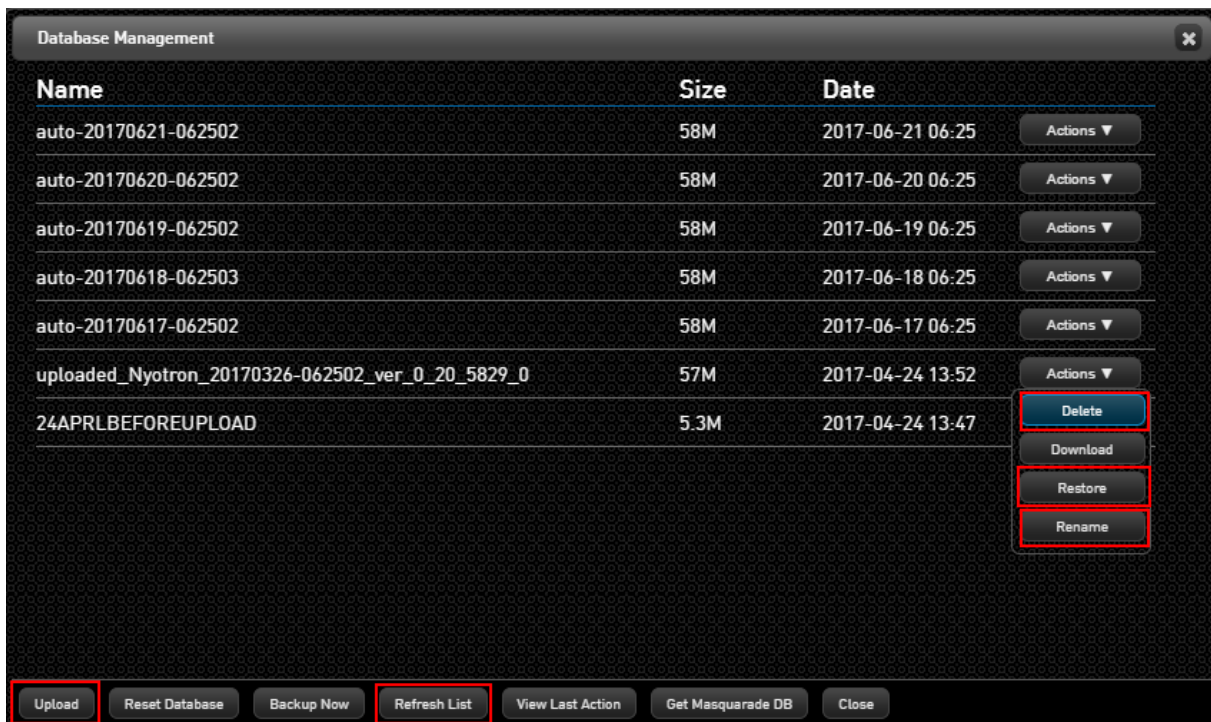 Database Management
Name Size Date
auto-20170621-062502 58M 2017-06-21 06:25 Actions ▼
auto-20170620-062502 58M 2017-06-20 06:25 Actions ▼
auto-20170619-062502 58M 2017-06-19 06:25 Actions ▼
auto-20170618-062503 58M 2017-06-18 06:25 Actions ▼
auto-20170617-062502 58M 2017-06-17 06:25 Actions ▼
uploaded_Nyotron_20170326-062502_ver_0_20_5829_0 57M 2017-04-24 13:52 Actions ▼
24APRLBEFOREUPLOAD 5.3M 2017-04-24 13:47
Delete
Download
Restore
Rename
Upload Reset Database Backup Now Refresh List View Last Action Get Masquarade DB Close